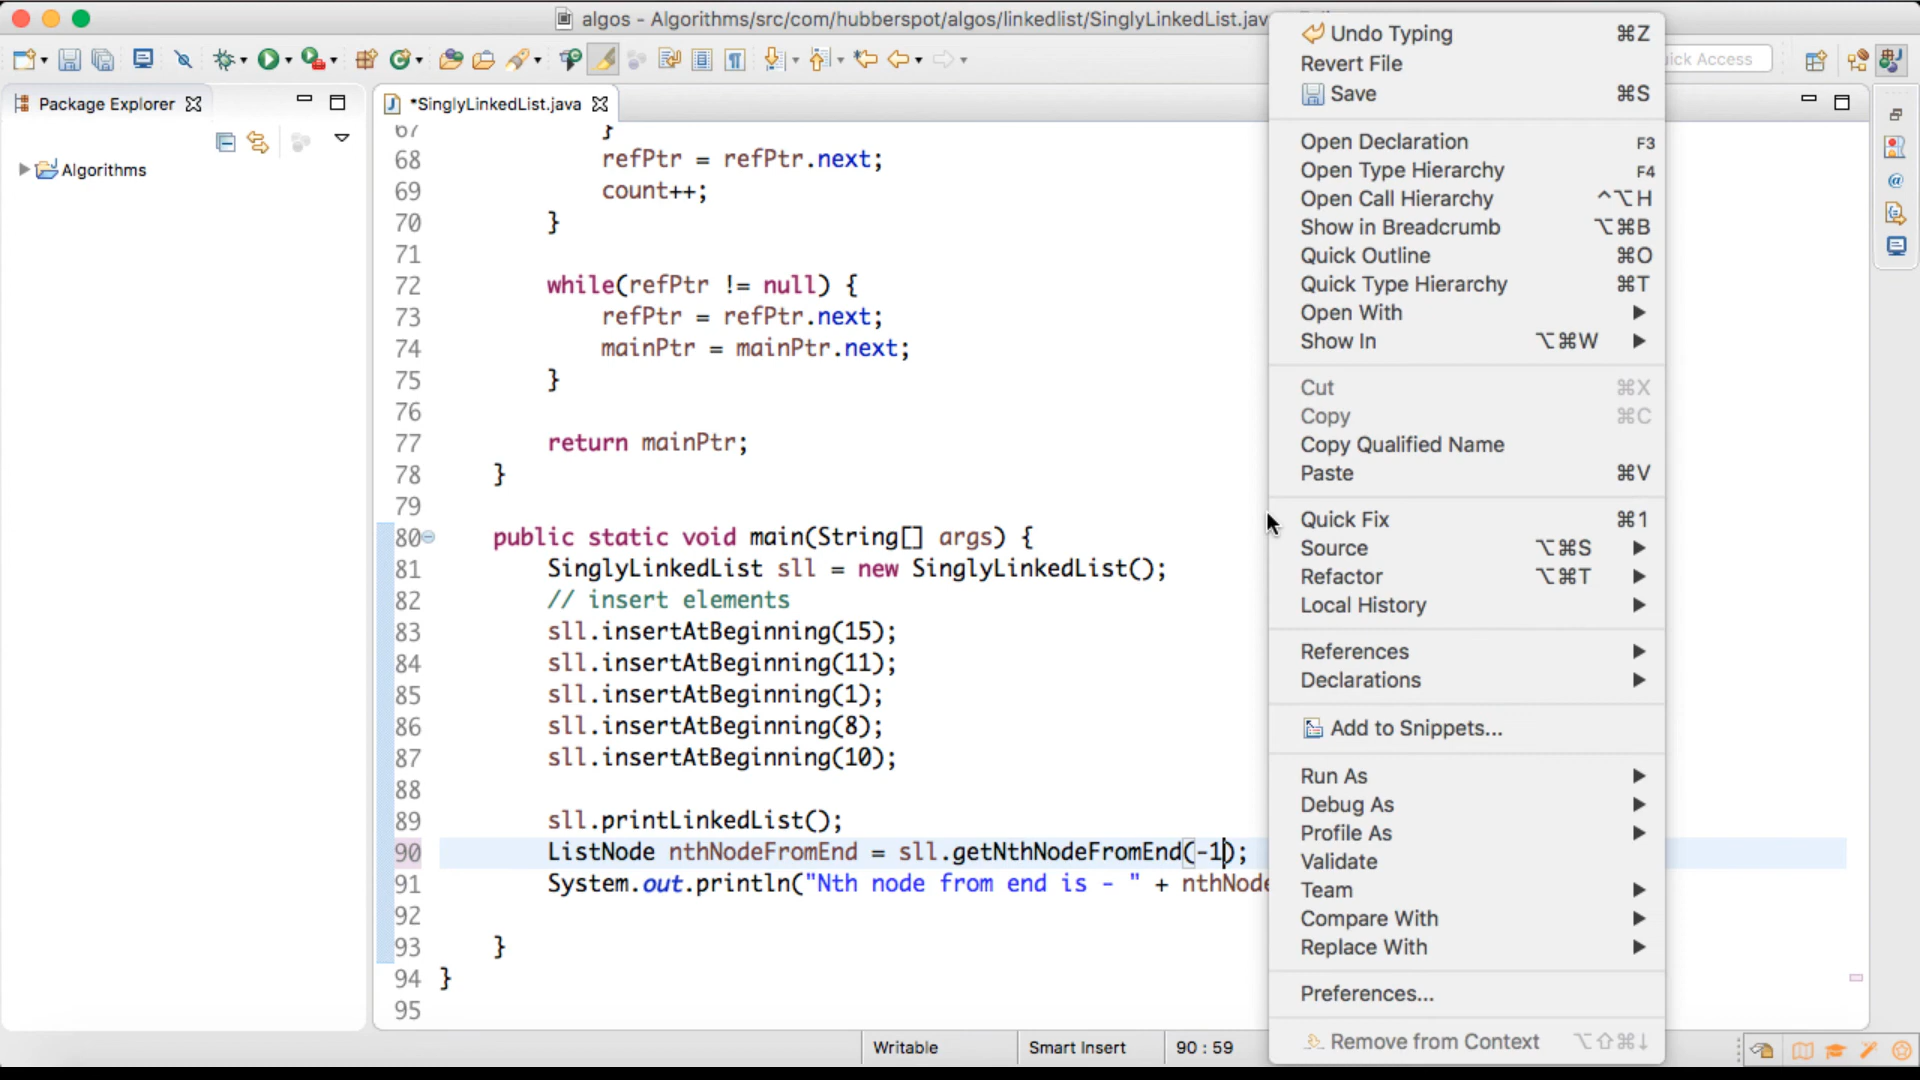 algos - Algorithms/src/com/hubberspot/algos/linkedlist/SinglyLinkedList.jav
Quick Access
Package Explorer
Algorithms
*SinglyLinkedList.java
67 }
68 refPtr = refPtr.next;
69 count++;
70 }
71
72 while(refPtr != null) {
73 refPtr = refPtr.next;
74 mainPtr = mainPtr.next;
75 }
76
77 return mainPtr;
78 }
79
80 public static void main(String[] args) {
81 SinglyLinkedList sll = new SinglyLinkedList();
82 // insert elements
83 sll.insertAtBeginning(15);
84 sll.insertAtBeginning(11);
85 sll.insertAtBeginning(1);
86 sll.insertAtBeginning(8);
87 sll.insertAtBeginning(10);
88
89 sll.printLinkedList();
90 ListNode nthNodeFromEnd = sll.getNthNodeFromEnd(-1);
91 System.out.println("Nth node from end is - " + nthNode
92
93 }
94 }
95
Writable Smart Insert 90 : 59
Undo Typing ⌘Z
Revert File
Save ⌘S
Open Declaration F3
Open Type Hierarchy F4
Open Call Hierarchy ^⌥H
Show in Breadcrumb ⌥⌘B
Quick Outline ⌘O
Quick Type Hierarchy ⌘T
Open With
Show In ⌥⌘W
Cut ⌘X
Copy ⌘C
Copy Qualified Name
Paste ⌘V
Quick Fix ⌘1
Source ⌥⌘S
Refactor ⌥⌘T
Local History
References
Declarations
Add to Snippets...
Run As
Debug As
Profile As
Validate
Team
Compare With
Replace With
Preferences...
Remove from Context ⌥⇧⌘↓